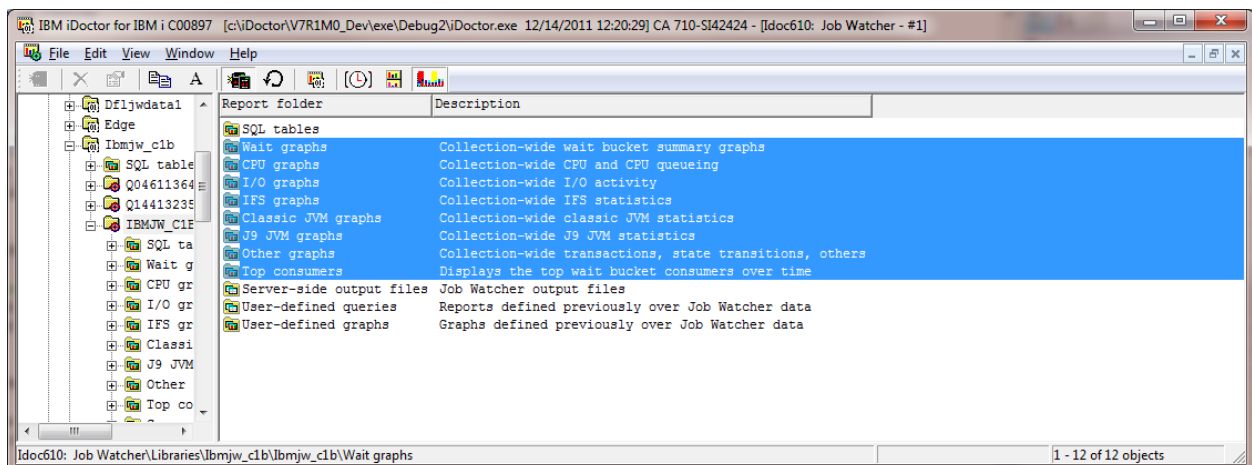 IBM iDoctor for IBM i C00897 [c:\iDoctor\V7R1M0_Dev\exe\Debug2\iDoctor.exe 12/14/2011 12:20:29] CA 710-SI42424 - [Idoc610: Job Watcher - #1]
File Edit View Window Help
Dfljwdata1
Edge
Ibmjw_c1b
SQL table
Q04611364
Q14413235
IBMJW_C1B
SQL ta
Wait g
CPU gr
I/O gr
IFS gr
Classi
J9 JVM
Other
Top co
Report folder Description
SQL tables
Wait graphs Collection-wide wait bucket summary graphs
CPU graphs Collection-wide CPU and CPU queueing
I/O graphs Collection-wide I/O activity
IFS graphs Collection-wide IFS statistics
Classic JVM graphs Collection-wide classic JVM statistics
J9 JVM graphs Collection-wide J9 JVM statistics
Other graphs Collection-wide transactions, state transitions, others
Top consumers Displays the top wait bucket consumers over time
Server-side output files Job Watcher output files
User-defined queries Reports defined previously over Job Watcher data
User-defined graphs Graphs defined previously over Job Watcher data
Idoc610: Job Watcher\Libraries\Ibmjw_c1b\Ibmjw_c1b\Wait graphs 1 - 12 of 12 objects